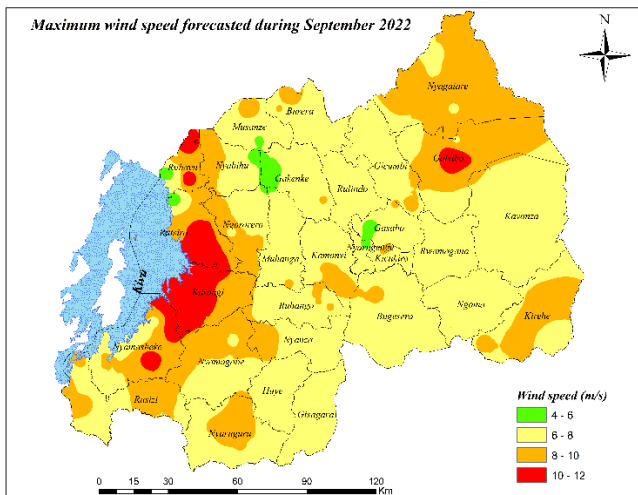 Maximum wind speed forecasted during September 2022
N
Nyagatare
Burera
Musanze
Rubavu
Nyabihu
Gakenke
Gicumbi
Gatsibo
Rulindo
Kayonza
Rutsiro
Ngororero
Gasabo
Nyarugenge
Kicukiro
Rwamagana
Muhanga
Kamonyi
Kivu
Karongi
Ruhango
Bugesera
Ngoma
Kirehe
Nyamasheke
Nyanza
Nyamagabe
Huye
Rusizi
Gisagara
Nyaruguru
Wind speed (m/s)
4 - 6
6 - 8
8 - 10
10 - 12
0 15 30 60 90 120
Km